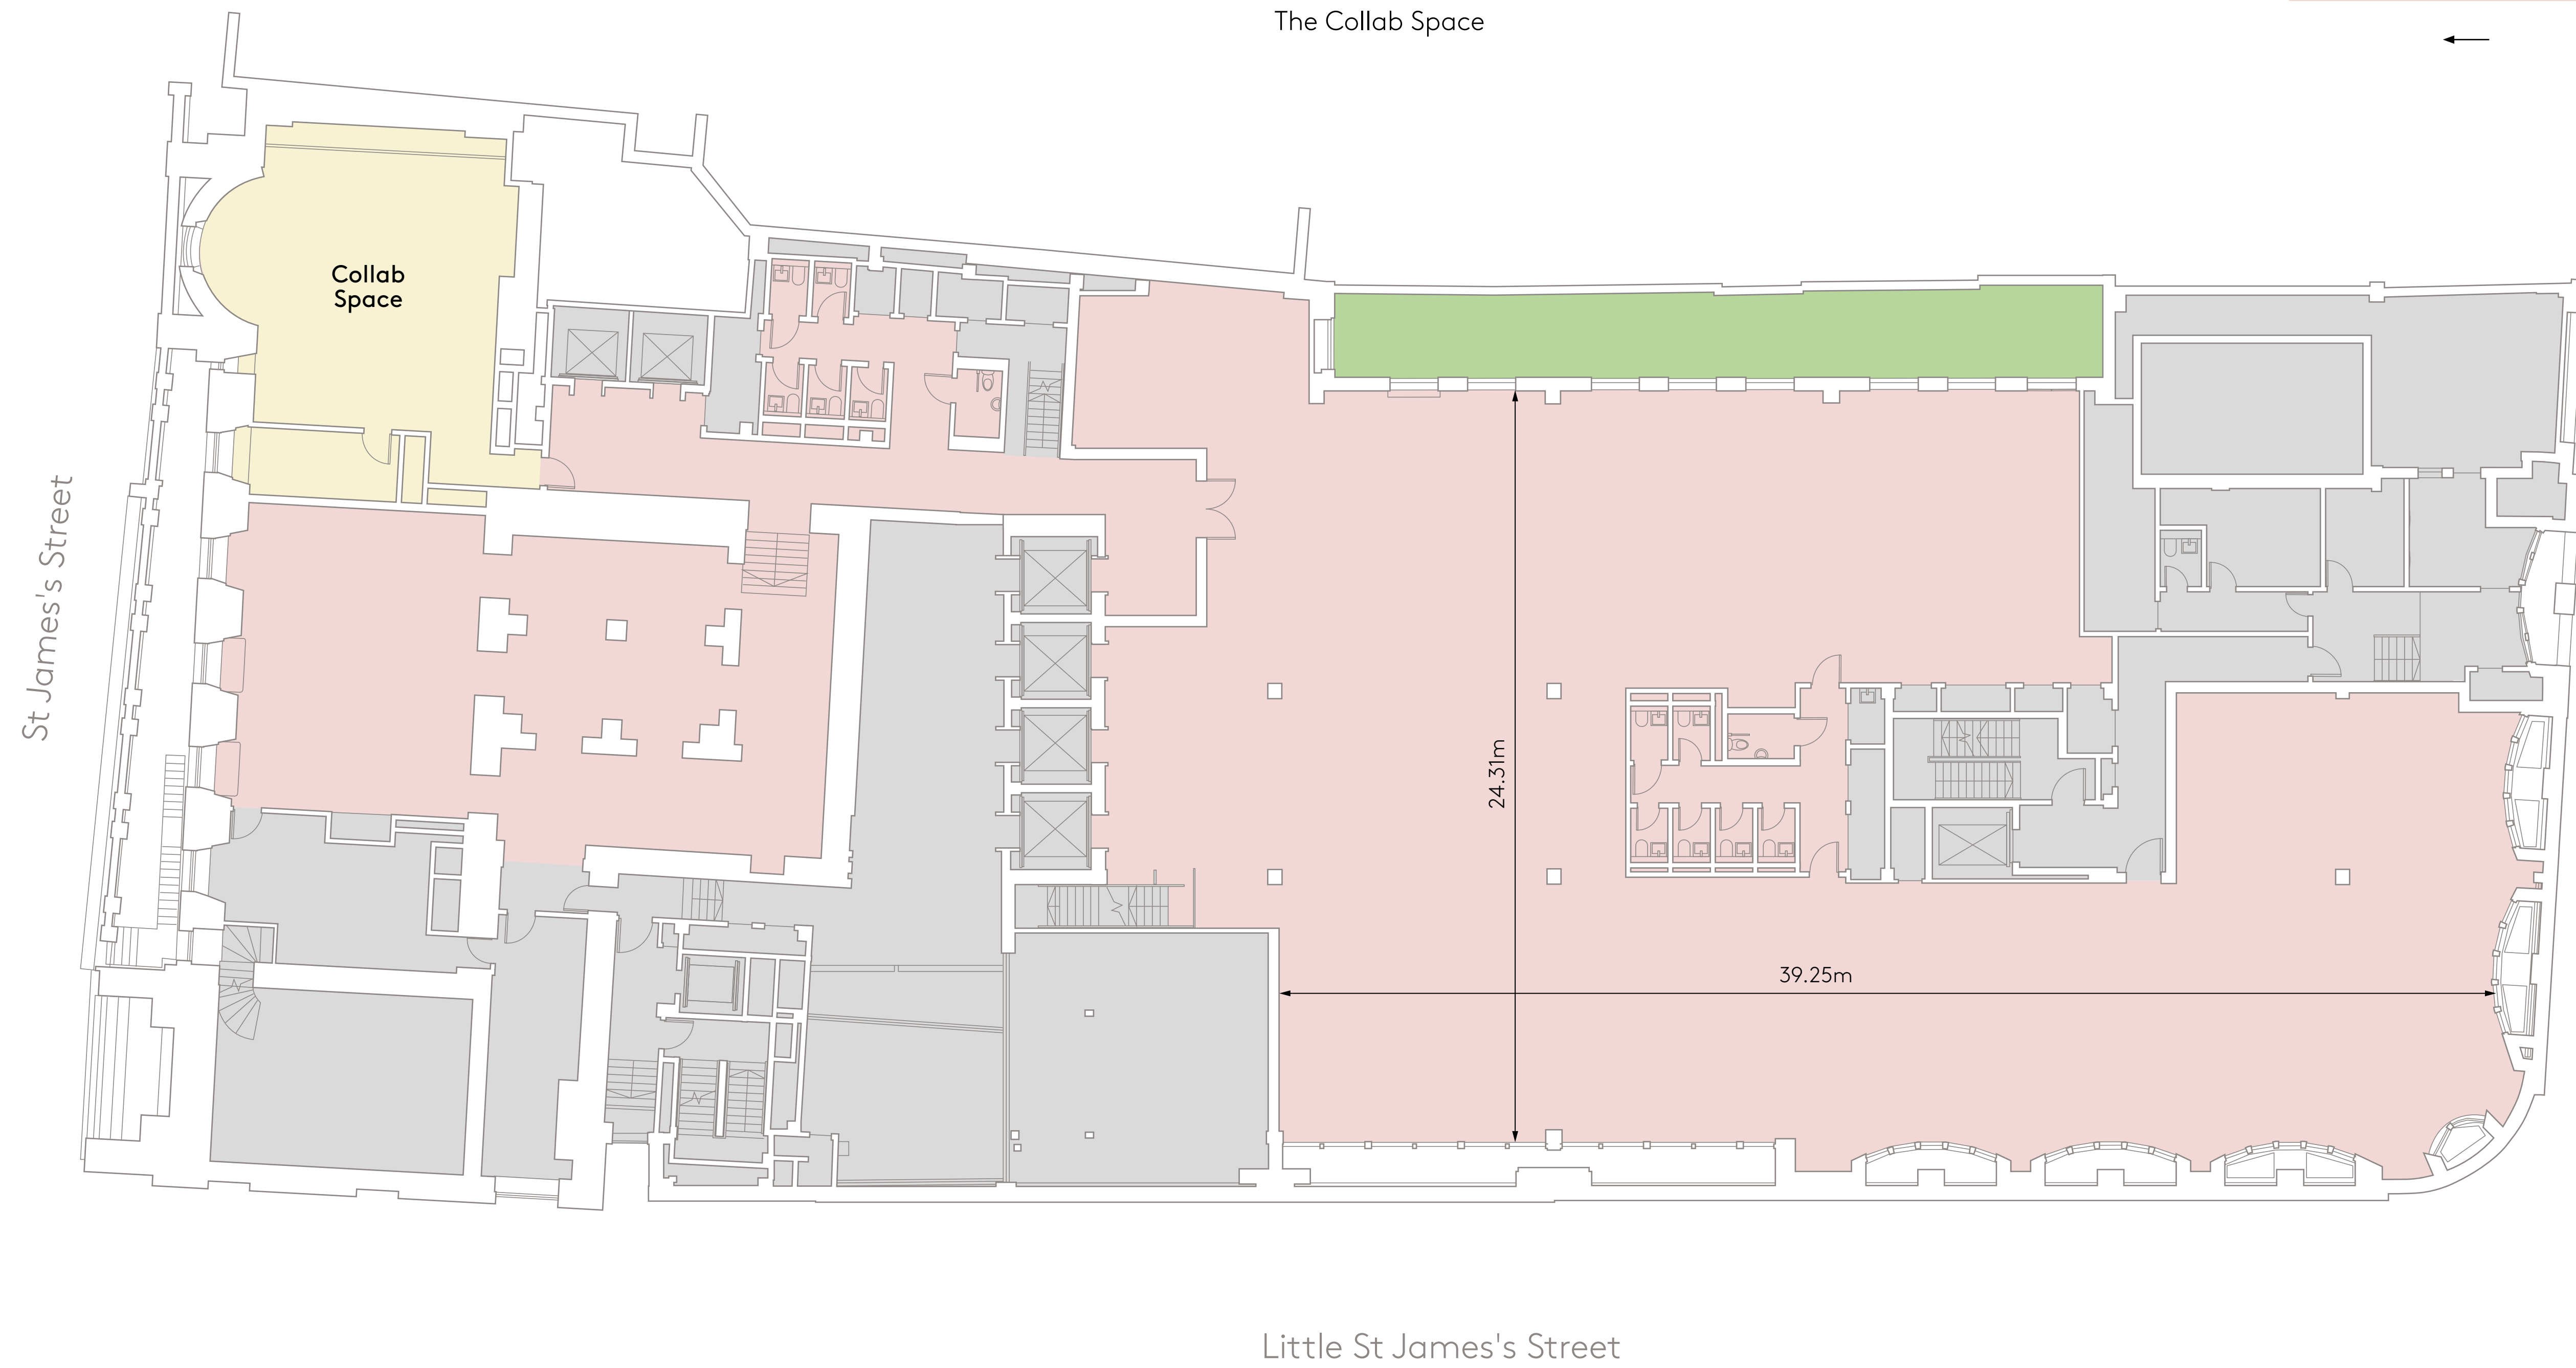 The Collab Space
Collab
Space
St James's Street
24.31m
39.25m
Little St James's Street